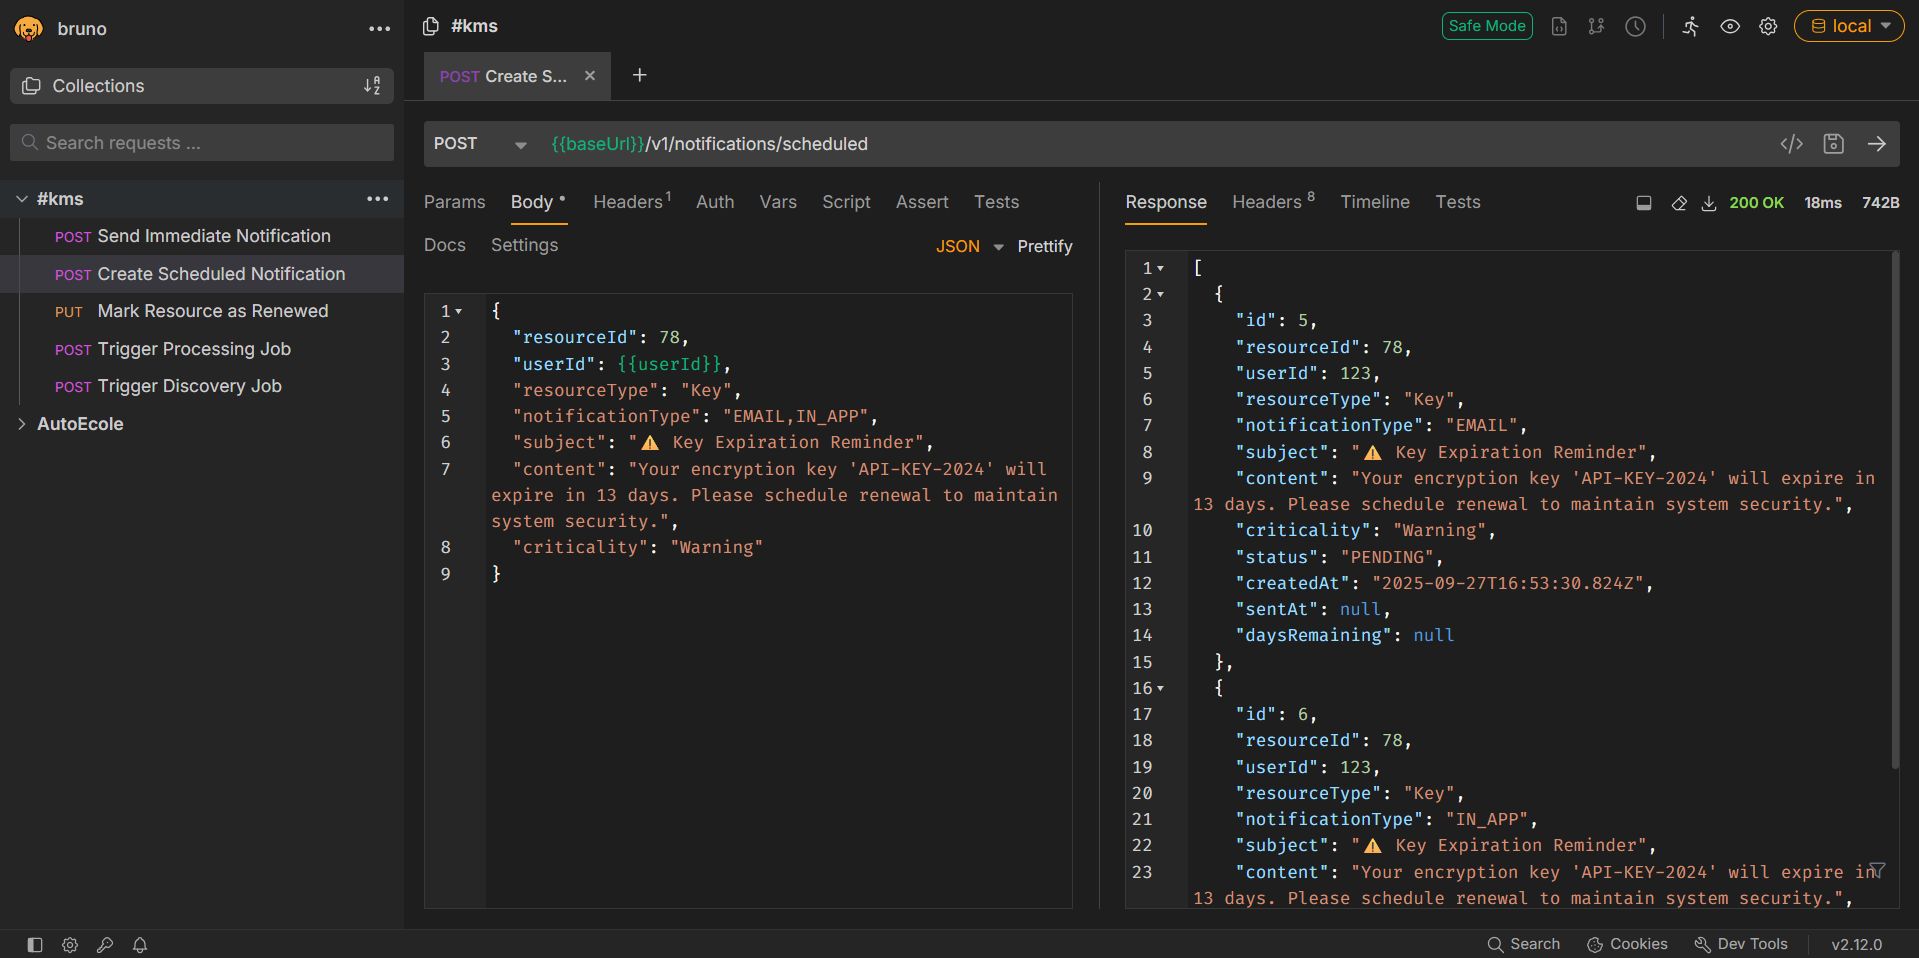 bruno
Collections
Search requests ...
#kms
POST Send Immediate Notification
POST Create Scheduled Notification
PUT Mark Resource as Renewed
POST Trigger Processing Job
POST Trigger Discovery Job
AutoEcole
#kms
Safe Mode
local
POST Create S...
POST {{baseUrl}}/v1/notifications/scheduled
Params Body Headers 1 Auth Vars Script Assert Tests
Docs Settings
JSON Prettify
1 {
2 "resourceId": 78,
3 "userId": {{userId}},
4 "resourceType": "Key",
5 "notificationType": "EMAIL,IN_APP",
6 "subject": "⚠️ Key Expiration Reminder",
7 "content": "Your encryption key 'API-KEY-2024' will
expire in 13 days. Please schedule renewal to maintain
system security.",
8 "criticality": "Warning"
9 }
Response Headers 8 Timeline Tests
200 OK 18ms 742B
1 [
2 {
3 "id": 5,
4 "resourceId": 78,
5 "userId": 123,
6 "resourceType": "Key",
7 "notificationType": "EMAIL",
8 "subject": "⚠️ Key Expiration Reminder",
9 "content": "Your encryption key 'API-KEY-2024' will expire in
13 days. Please schedule renewal to maintain system security.",
10 "criticality": "Warning",
11 "status": "PENDING",
12 "createdAt": "2025-09-27T16:53:30.824Z",
13 "sentAt": null,
14 "daysRemaining": null
15 },
16 {
17 "id": 6,
18 "resourceId": 78,
19 "userId": 123,
20 "resourceType": "Key",
21 "notificationType": "IN_APP",
22 "subject": "⚠️ Key Expiration Reminder",
23 "content": "Your encryption key 'API-KEY-2024' will expire in
13 days. Please schedule renewal to maintain system security.",
Search Cookies Dev Tools v2.12.0